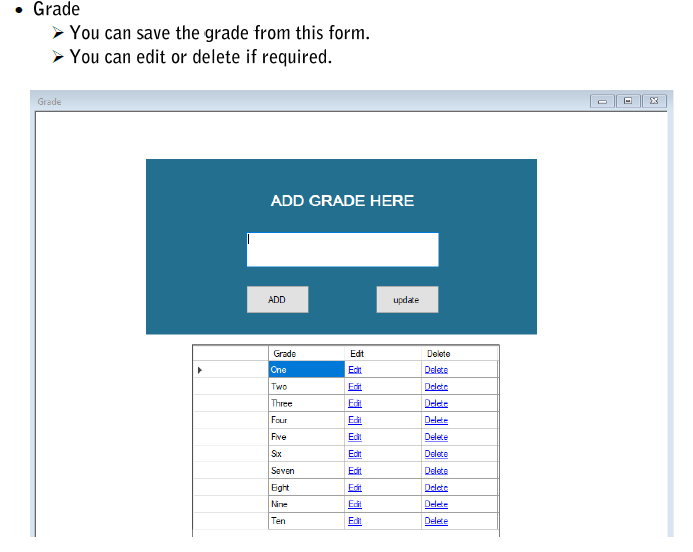 • Grade
➢ You can save the grade from this form.
➢ You can edit or delete if required.
Grade
ADD GRADE HERE
ADD update
Grade Edit Delete
One Edit Delete
Two Edit Delete
Three Edit Delete
Four Edit Delete
Five Edit Delete
Six Edit Delete
Seven Edit Delete
Eight Edit Delete
Nine Edit Delete
Ten Edit Delete